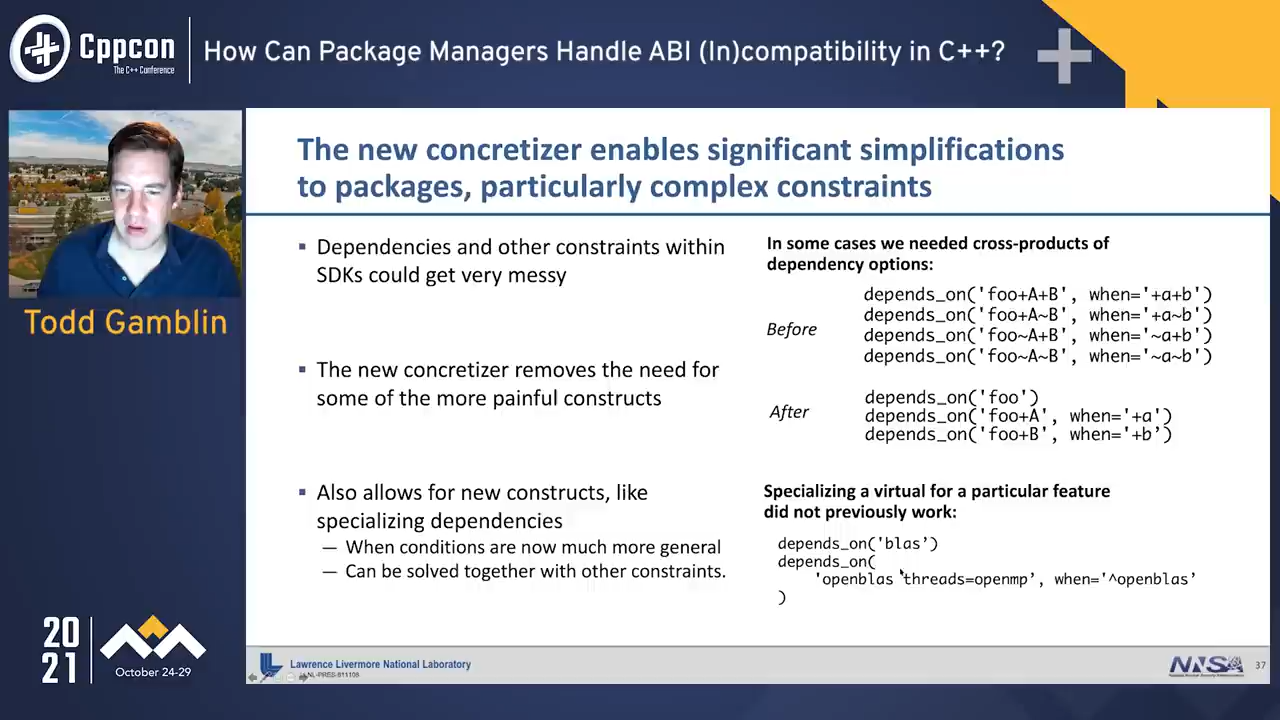 Cppcon
The C++ Conference
How Can Package Managers Handle ABI (In)compatibility in C++?
Todd Gamblin
The new concretizer enables significant simplifications
to packages, particularly complex constraints
▪ Dependencies and other constraints within
SDKs could get very messy
▪ The new concretizer removes the need for
some of the more painful constructs
▪ Also allows for new constructs, like
specializing dependencies
— When conditions are now much more general
— Can be solved together with other constraints.
In some cases we needed cross-products of
dependency options:
Before
depends_on('foo+A+B', when='+a+b')
depends_on('foo+A~B', when='+a~b')
depends_on('foo~A+B', when='~a+b')
depends_on('foo~A~B', when='~a~b')
After
depends_on('foo')
depends_on('foo+A', when='+a')
depends_on('foo+B', when='+b’)
Specializing a virtual for a particular feature
did not previously work:
depends_on('blas’)
depends_on(
'openblas threads=openmp’, when='^openblas’
)
20
21
October 24-29
Lawrence Livermore National Laboratory
NNSA
37